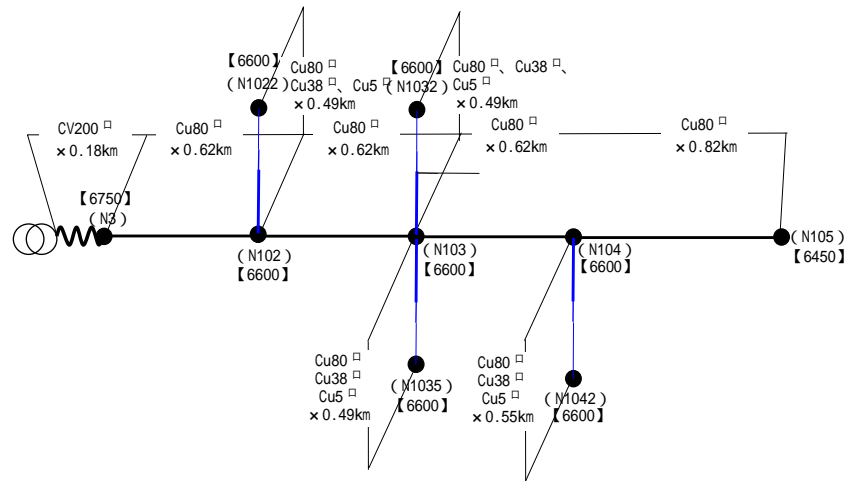 【6600】
(N1022)
Cu80 □
Cu38 □、Cu5 □
×0.49km
【6600】
(N1032)
Cu80 □、Cu38 □、
Cu5 □
×0.49km
CV200 □
×0.18km
Cu80 □
×0.62km
Cu80 □
×0.62km
Cu80 □
×0.62km
Cu80 □
×0.82km
【6750】
(N3)
(N102)
【6600】
(N103)
【6600】
(N104)
【6600】
(N105)
【6450】
Cu80 □
Cu38 □
Cu5 □
×0.49km
(N1035)
【6600】
Cu80 □
Cu38 □
Cu5 □
×0.55km
(N1042)
【6600】